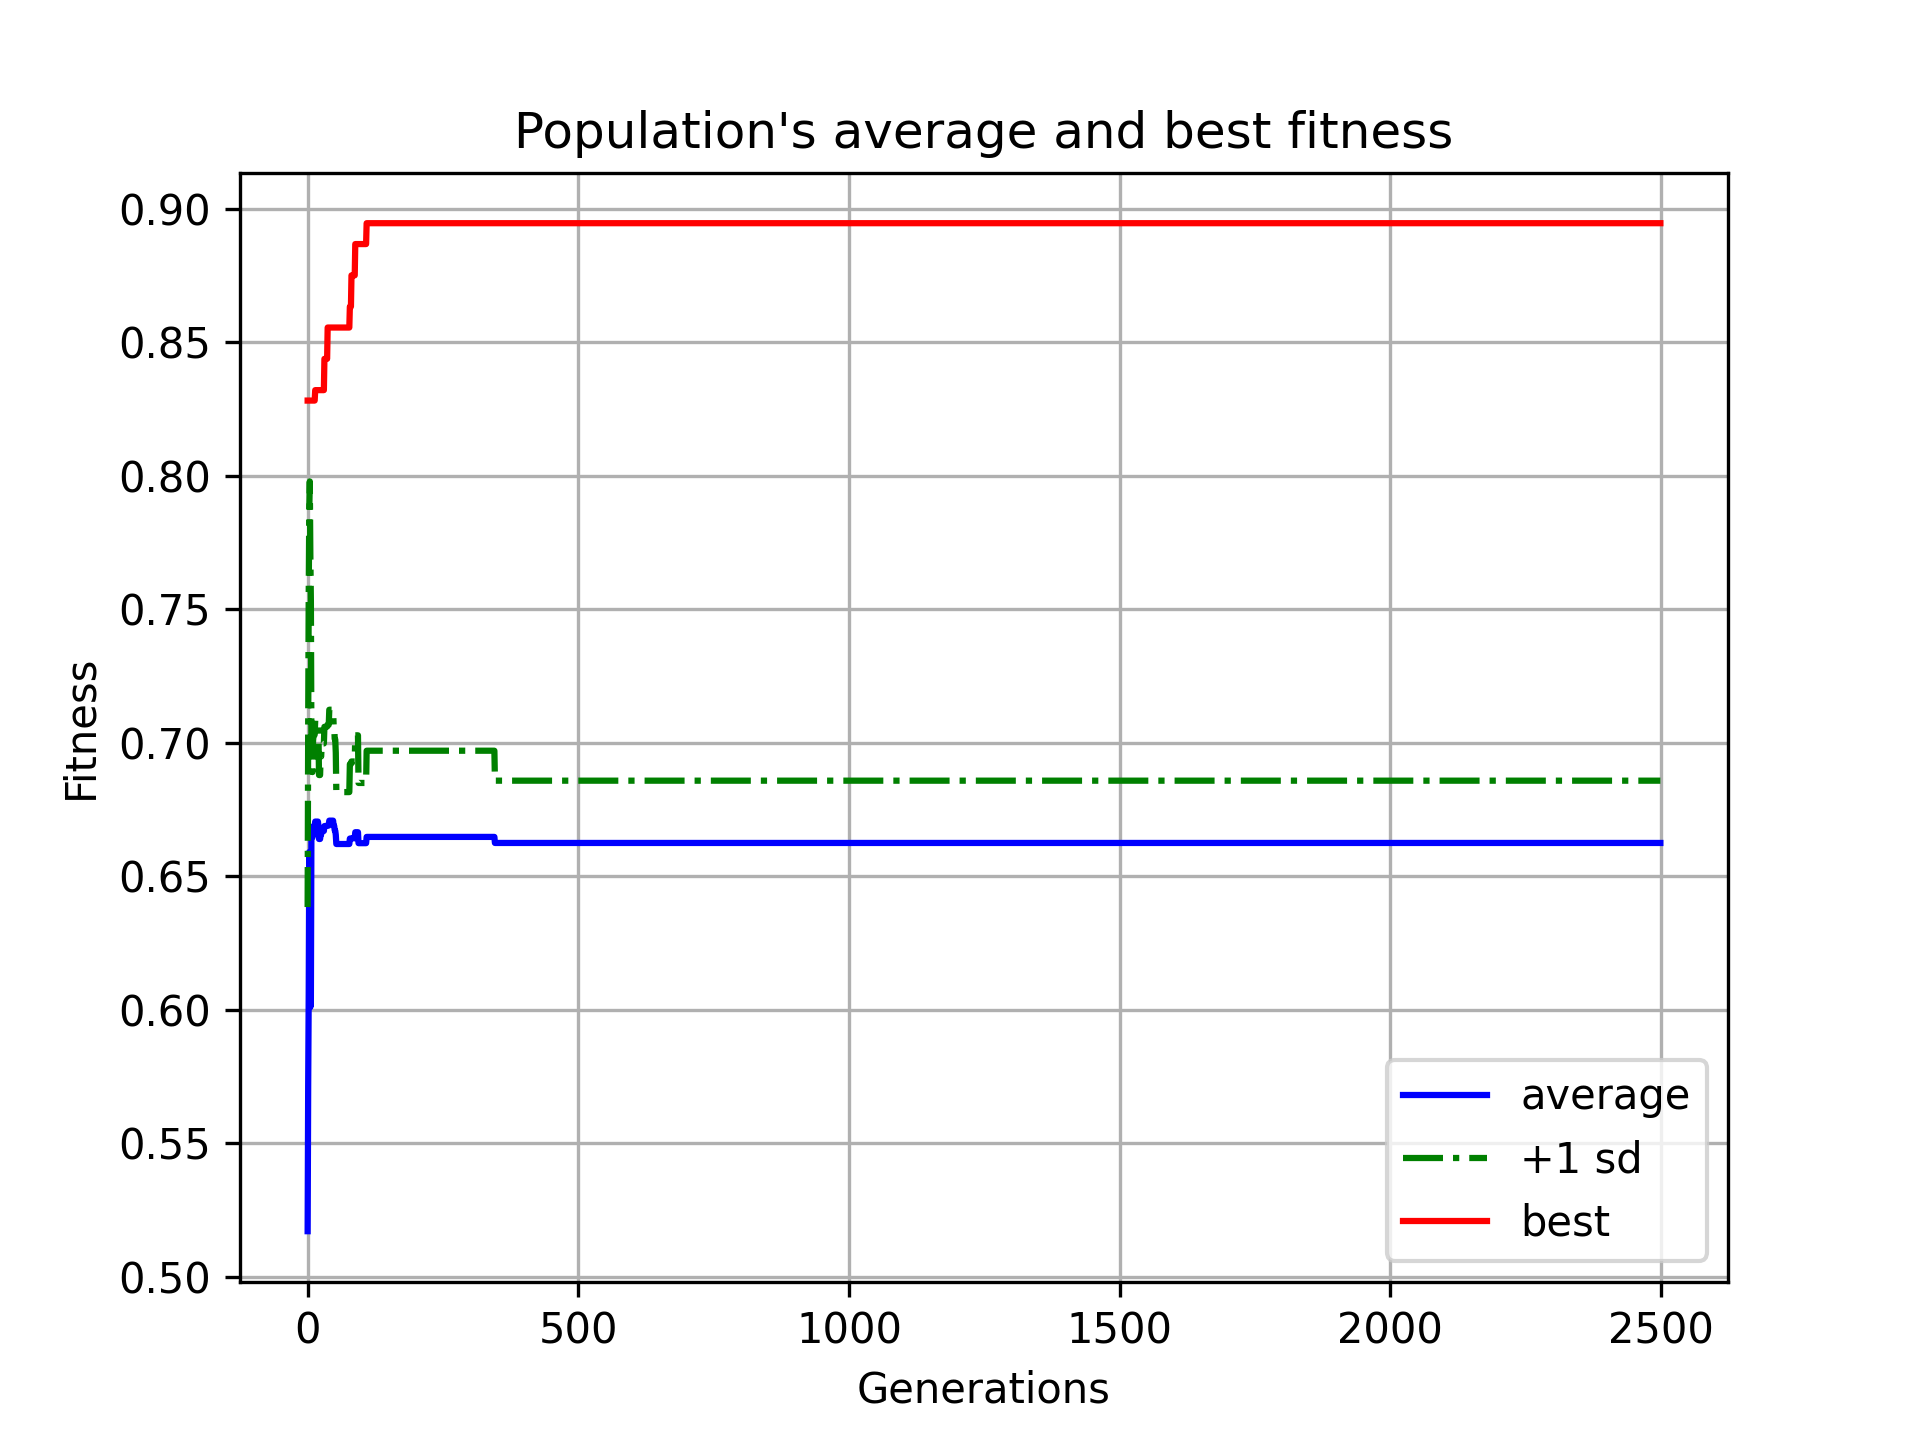 Population's average and best fitness
0.90
0.85
0.80
0.75
0.70
0.65
0.60
0.55
0.50
Fitness
average
+1 sd
best
0 500 1000 1500 2000 2500
Generations